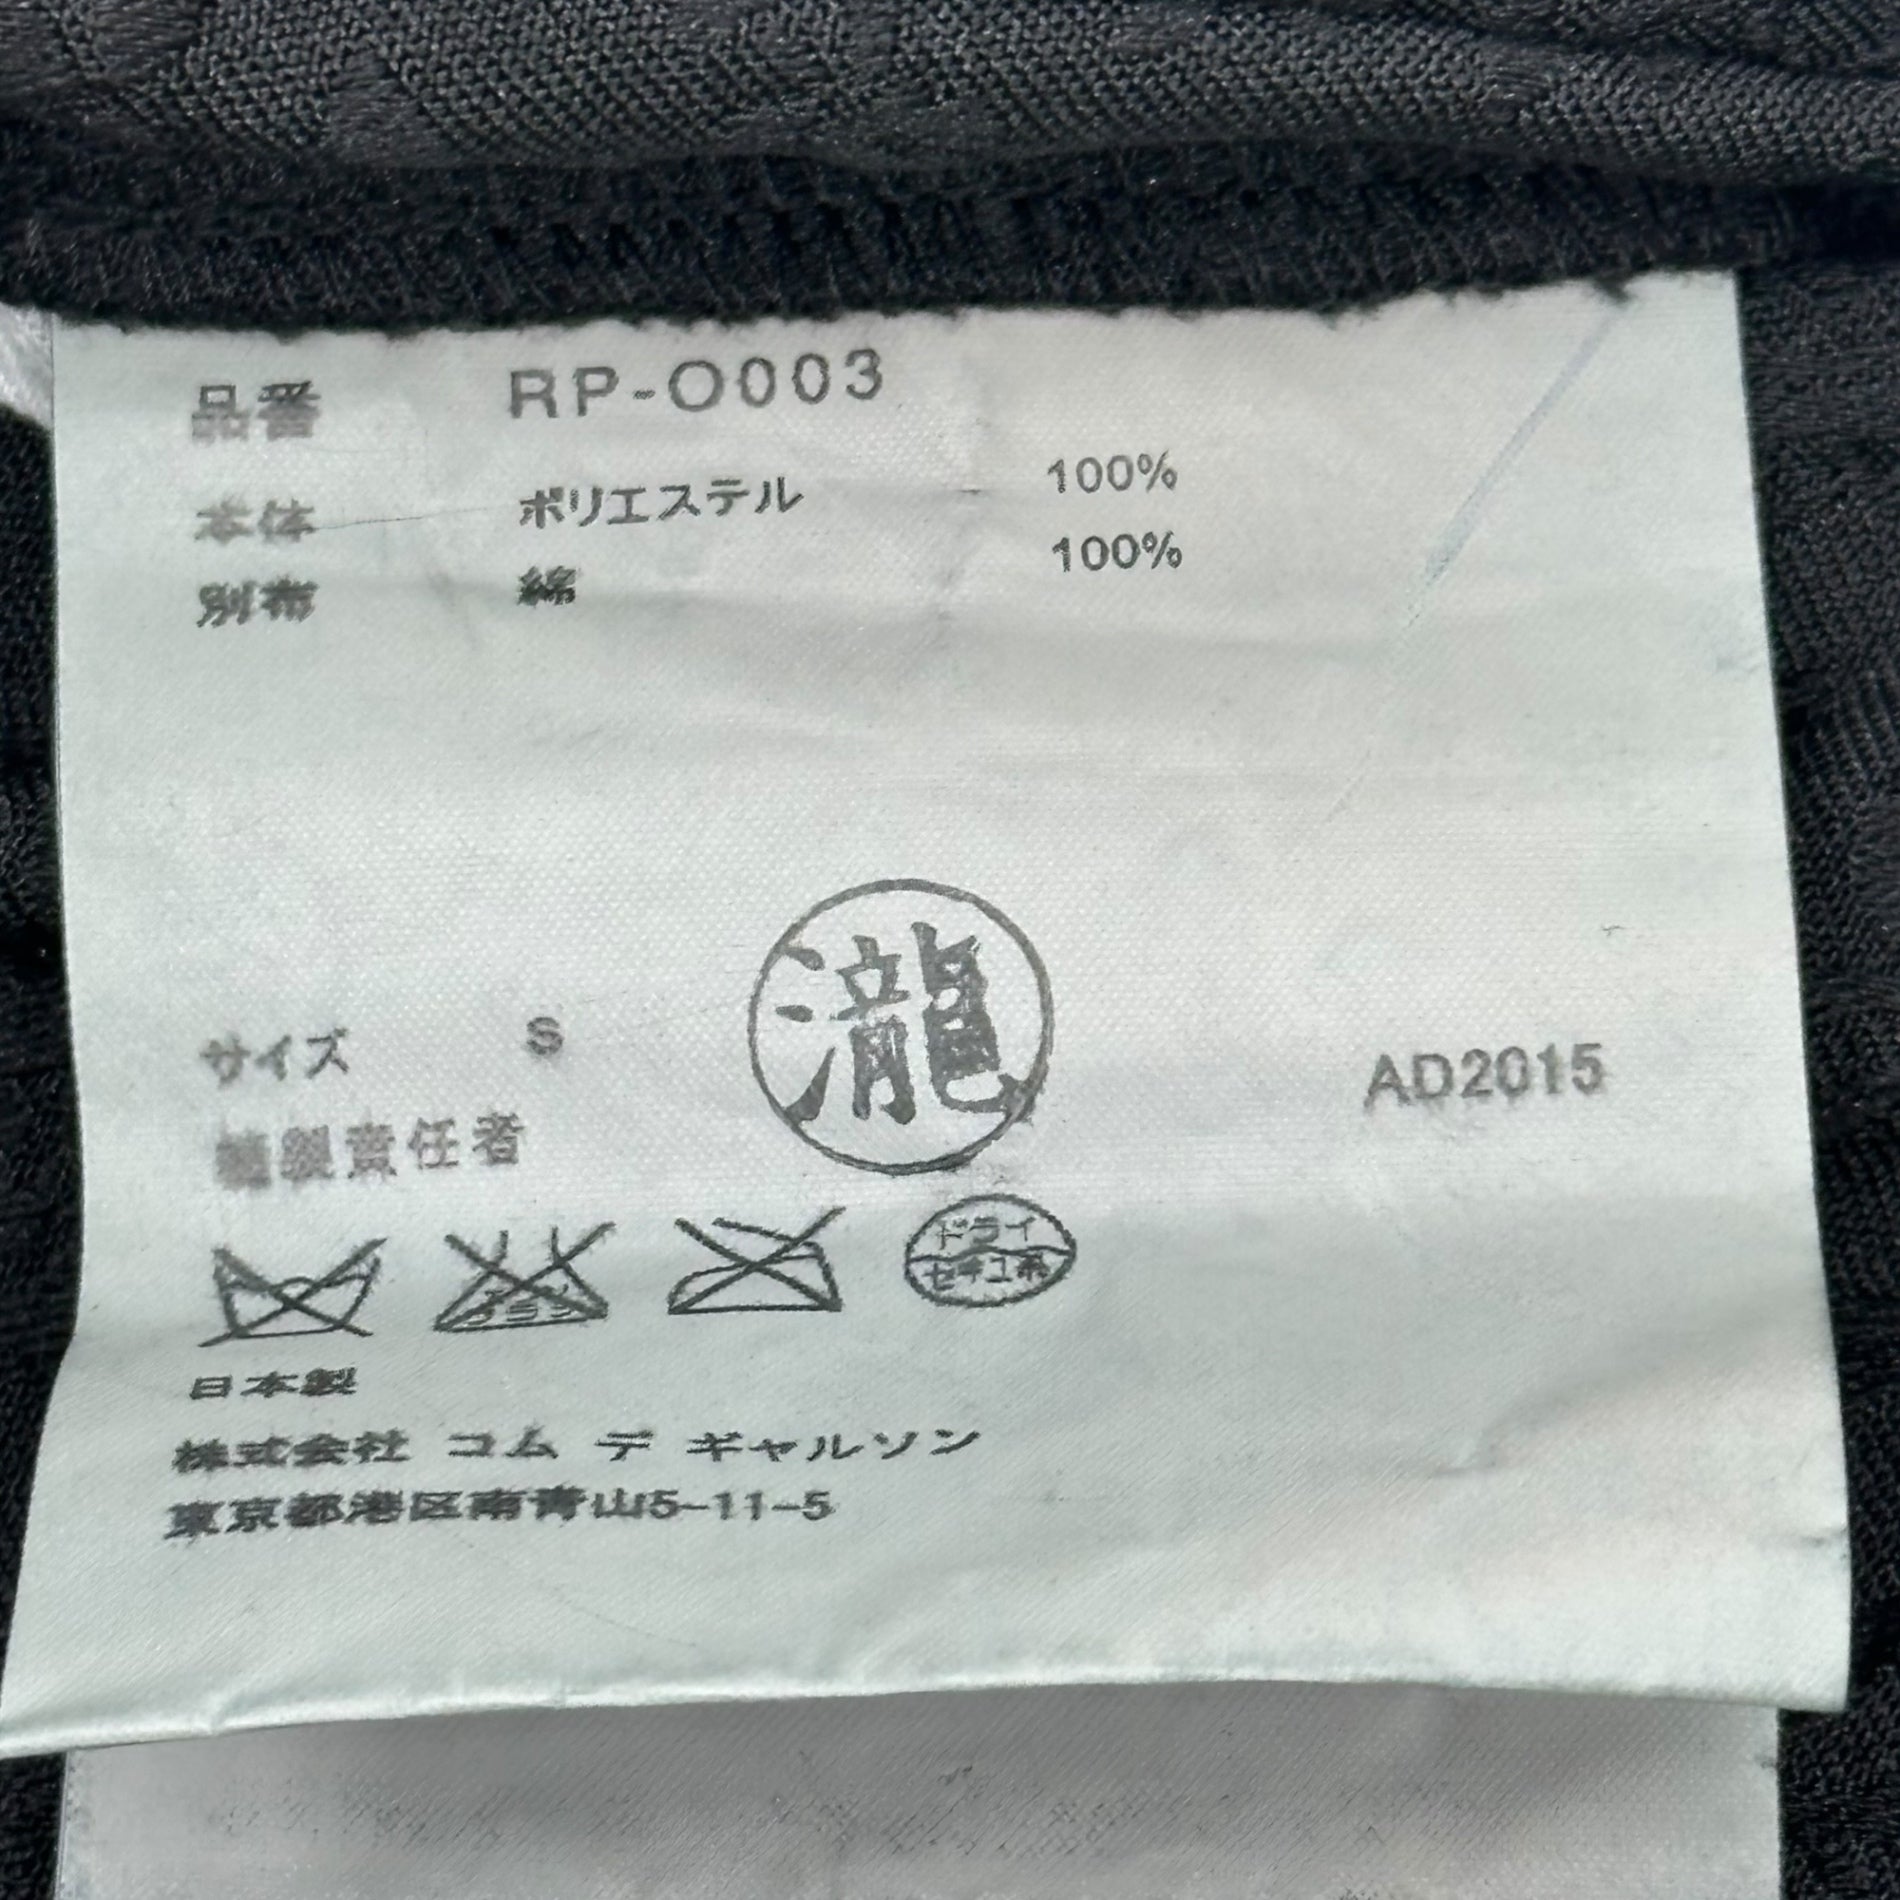 品番 RP-O003
本体 ポリエステル 100%
別布 綿 100%
瀧
サイズ S AD2015
縫製責任者
ドライ
セキユ系
日本製
株式会社 コム デ ギャルソン
東京都港区南青山5-11-5